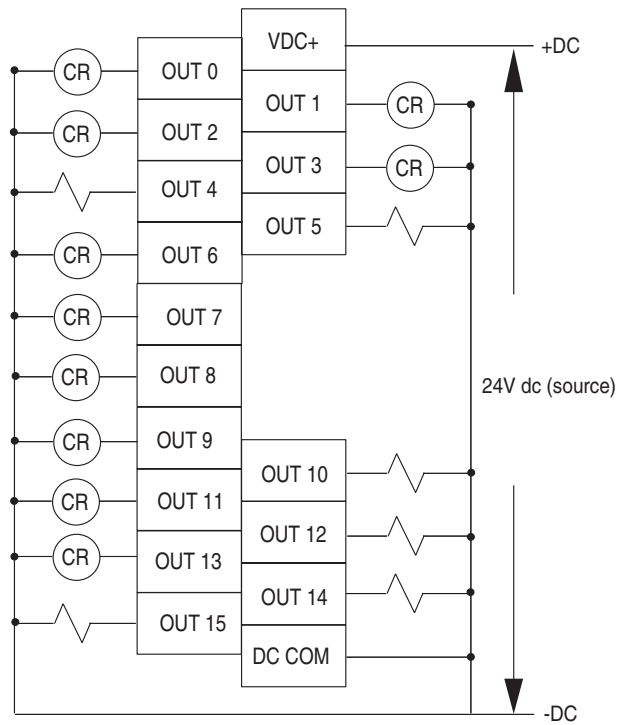 VDC+
+DC
CR OUT 0
OUT 1 CR
CR OUT 2
OUT 3 CR
OUT 4
OUT 5
CR OUT 6
CR OUT 7
CR OUT 8
24V dc (source)
CR OUT 9
OUT 10
CR OUT 11
OUT 12
CR OUT 13
OUT 14
OUT 15
DC COM
-DC